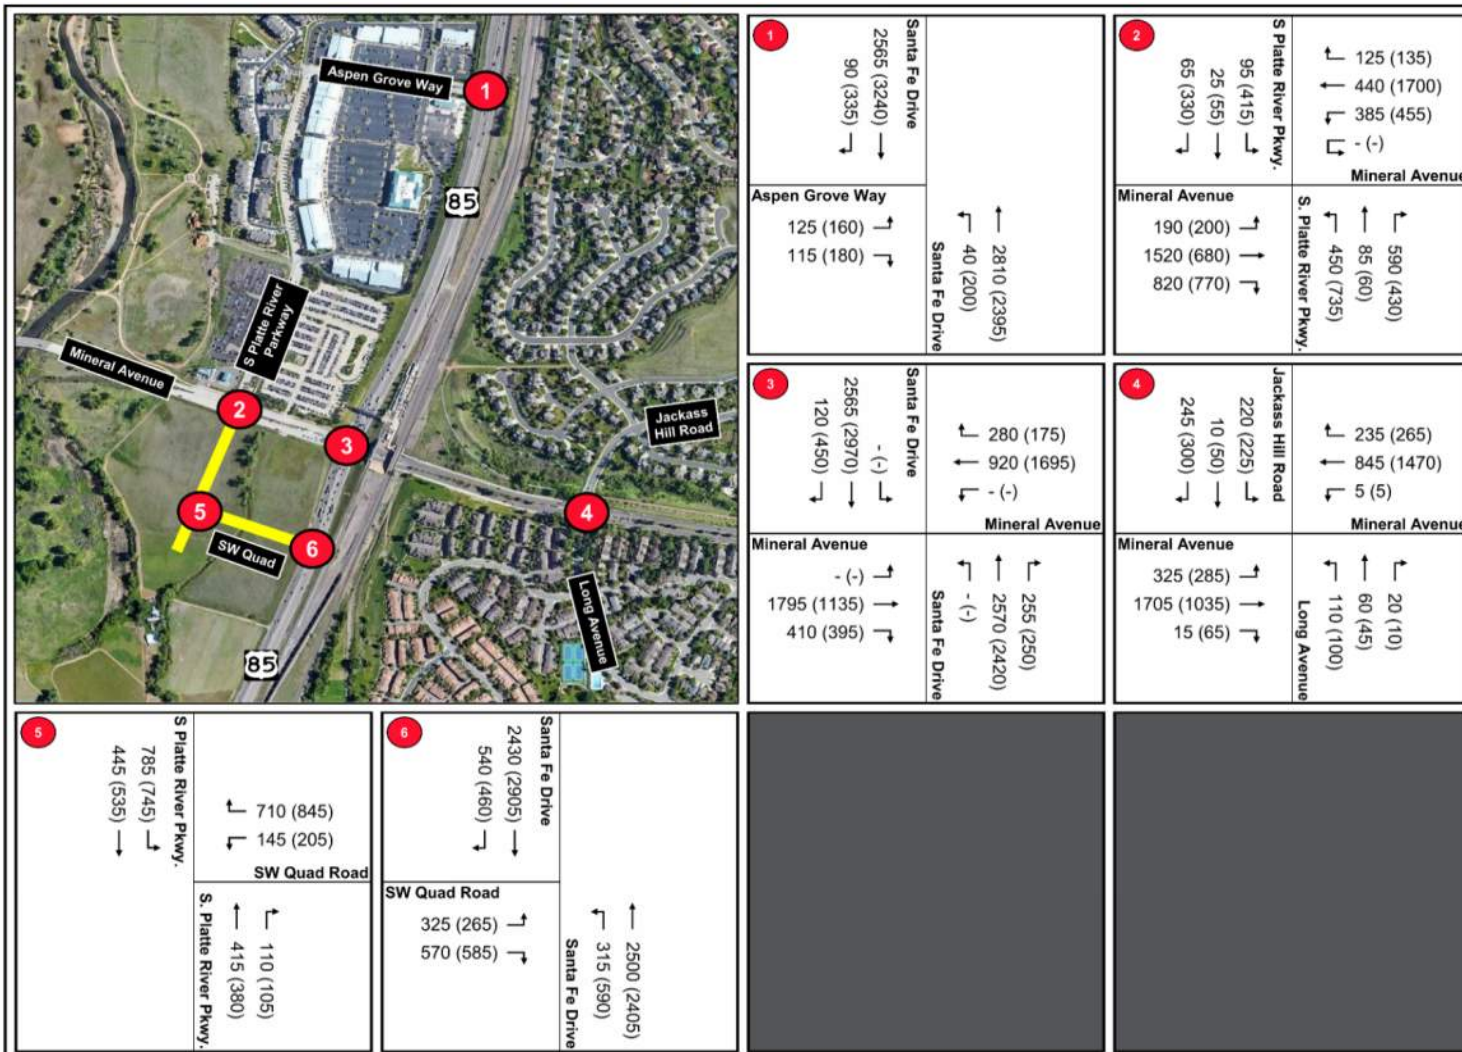 Aspen Grove Way
1
85
S Platte River
Parkway
Mineral Avenue
2
3
Jackass
Hill Road
4
5
SW Quad
6
Long Avenue
85
1
Santa Fe Drive
2565 (3240)
90 (335)
Aspen Grove Way
125 (160)
115 (180)
2810 (2395)
40 (200)
Santa Fe Drive
2
S Platte River Pkwy.
95 (415)
25 (55)
65 (330)
125 (135)
440 (1700)
385 (455)
- (-)
Mineral Avenue
Mineral Avenue
190 (200)
1520 (680)
820 (770)
590 (430)
85 (60)
450 (735)
S. Platte River Pkwy.
3
Santa Fe Drive
- (-)
2565 (2970)
120 (450)
280 (175)
920 (1695)
- (-)
Mineral Avenue
Mineral Avenue
- (-)
1795 (1135)
410 (395)
255 (250)
2570 (2420)
- (-)
Santa Fe Drive
4
Jackass Hill Road
220 (225)
10 (50)
245 (300)
235 (265)
845 (1470)
5 (5)
Mineral Avenue
Mineral Avenue
325 (285)
1705 (1035)
15 (65)
20 (10)
60 (45)
110 (100)
Long Avenue
5
S Platte River Pkwy.
785 (745)
445 (535)
710 (845)
145 (205)
SW Quad Road
110 (105)
415 (380)
S. Platte River Pkwy.
6
Santa Fe Drive
2430 (2905)
540 (460)
SW Quad Road
325 (265)
570 (585)
2500 (2405)
315 (590)
Santa Fe Drive